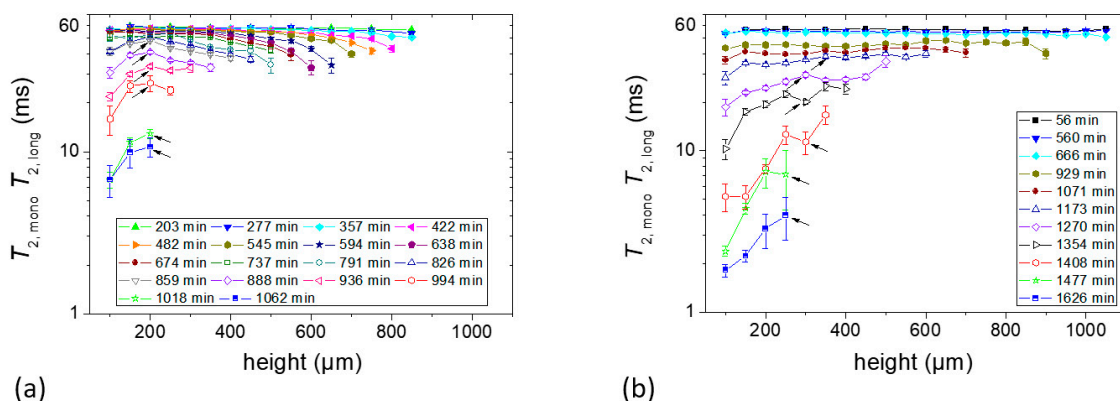 60
10
1
T2, mono T2, long (ms)
203 min 277 min 357 min 422 min
482 min 545 min 594 min 638 min
674 min 737 min 791 min 826 min
859 min 888 min 936 min 994 min
1018 min 1062 min
200 400 600 800 1000
height (µm)
(a)
60
10
1
T2, mono T2, long (ms)
56 min
560 min
666 min
929 min
1071 min
1173 min
1270 min
1354 min
1408 min
1477 min
1626 min
200 400 600 800 1000
height (µm)
(b)